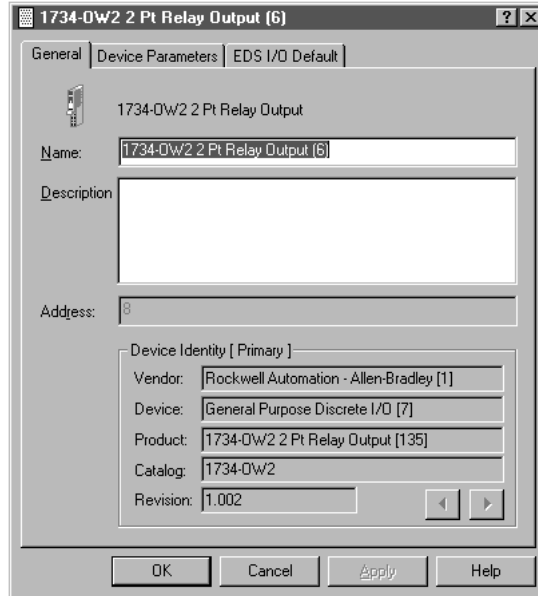 1734-OW2 2 Pt Relay Output (6)
General
Device Parameters
EDS I/O Default
1734-OW2 2 Pt Relay Output
Name: 1734-OW2 2 Pt Relay Output (6)
Description
Address: 8
Device Identity [ Primary ]
Vendor: Rockwell Automation - Allen-Bradley [1]
Device: General Purpose Discrete I/O [7]
Product: 1734-OW2 2 Pt Relay Output [135]
Catalog: 1734-OW2
Revision: 1.002
OK
Cancel
Apply
Help